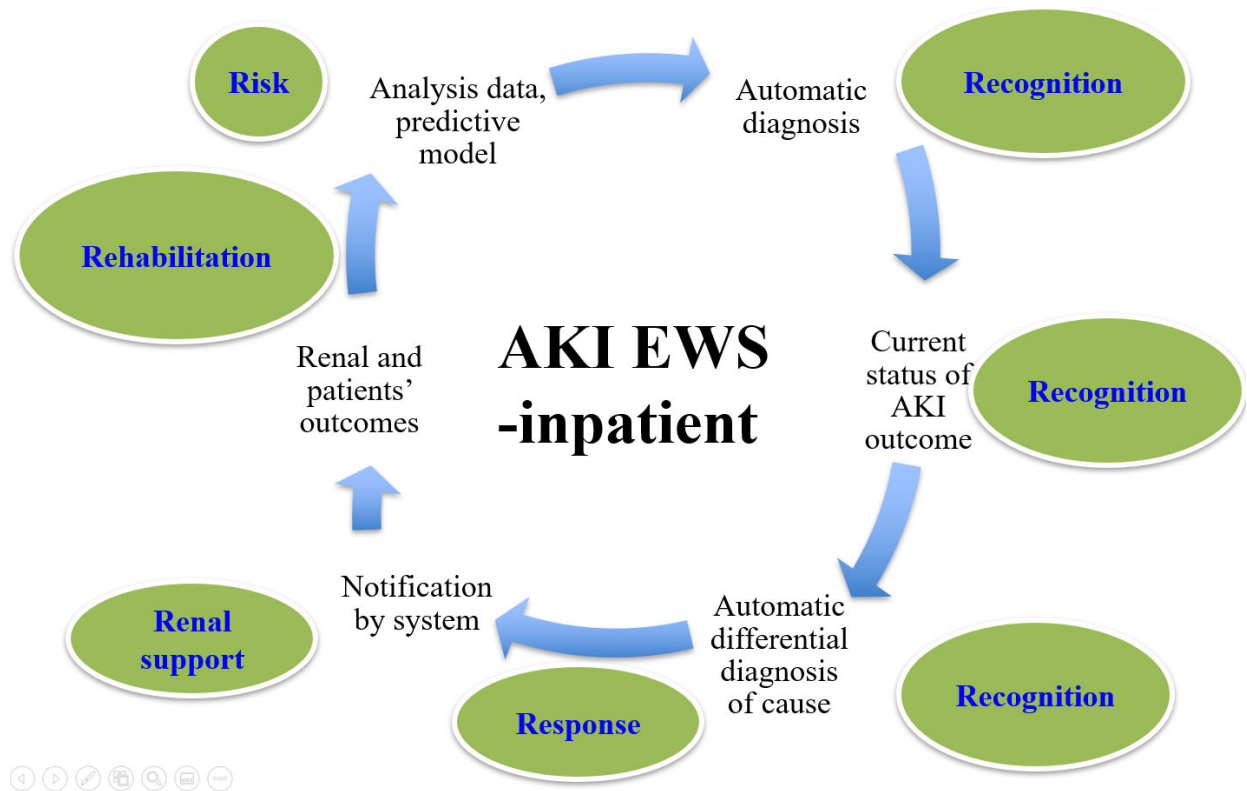 Risk
Analysis data,
predictive
model
Automatic
diagnosis
Recognition
Rehabilitation
AKI EWS
-inpatient
Renal and
patients’
outcomes
Current
status of
AKI
outcome
Recognition
Notification
by system
Automatic
differential
diagnosis
of cause
Renal
support
Response
Recognition